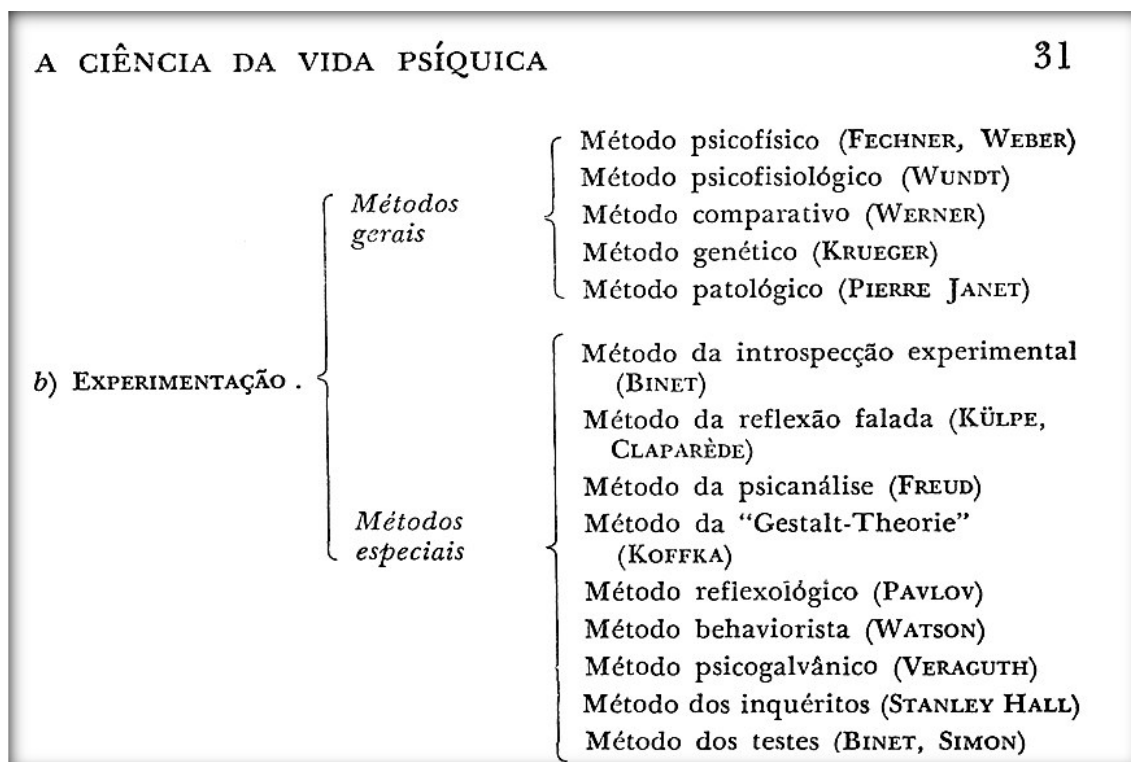 A CIÊNCIA DA VIDA PSÍQUICA 31
Método psicofísico (FECHNER, WEBER)
Método psicofisiológico (WUNDT)
Métodos
gerais
Método comparativo (WERNER)
Método genético (KRUEGER)
Método patológico (PIERRE JANET)
b) EXPERIMENTAÇÃO .
Método da introspecção experimental
(BINET)
Método da reflexão falada (KÜLPE,
CLAPARÈDE)
Método da psicanálise (FREUD)
Métodos
especiais
Método da “Gestalt-Theorie”
(KOFFKA)
Método reflexológico (PAVLOV)
Método behaviorista (WATSON)
Método psicogalvânico (VERAGUTH)
Método dos inquéritos (STANLEY HALL)
Método dos testes (BINET, SIMON)